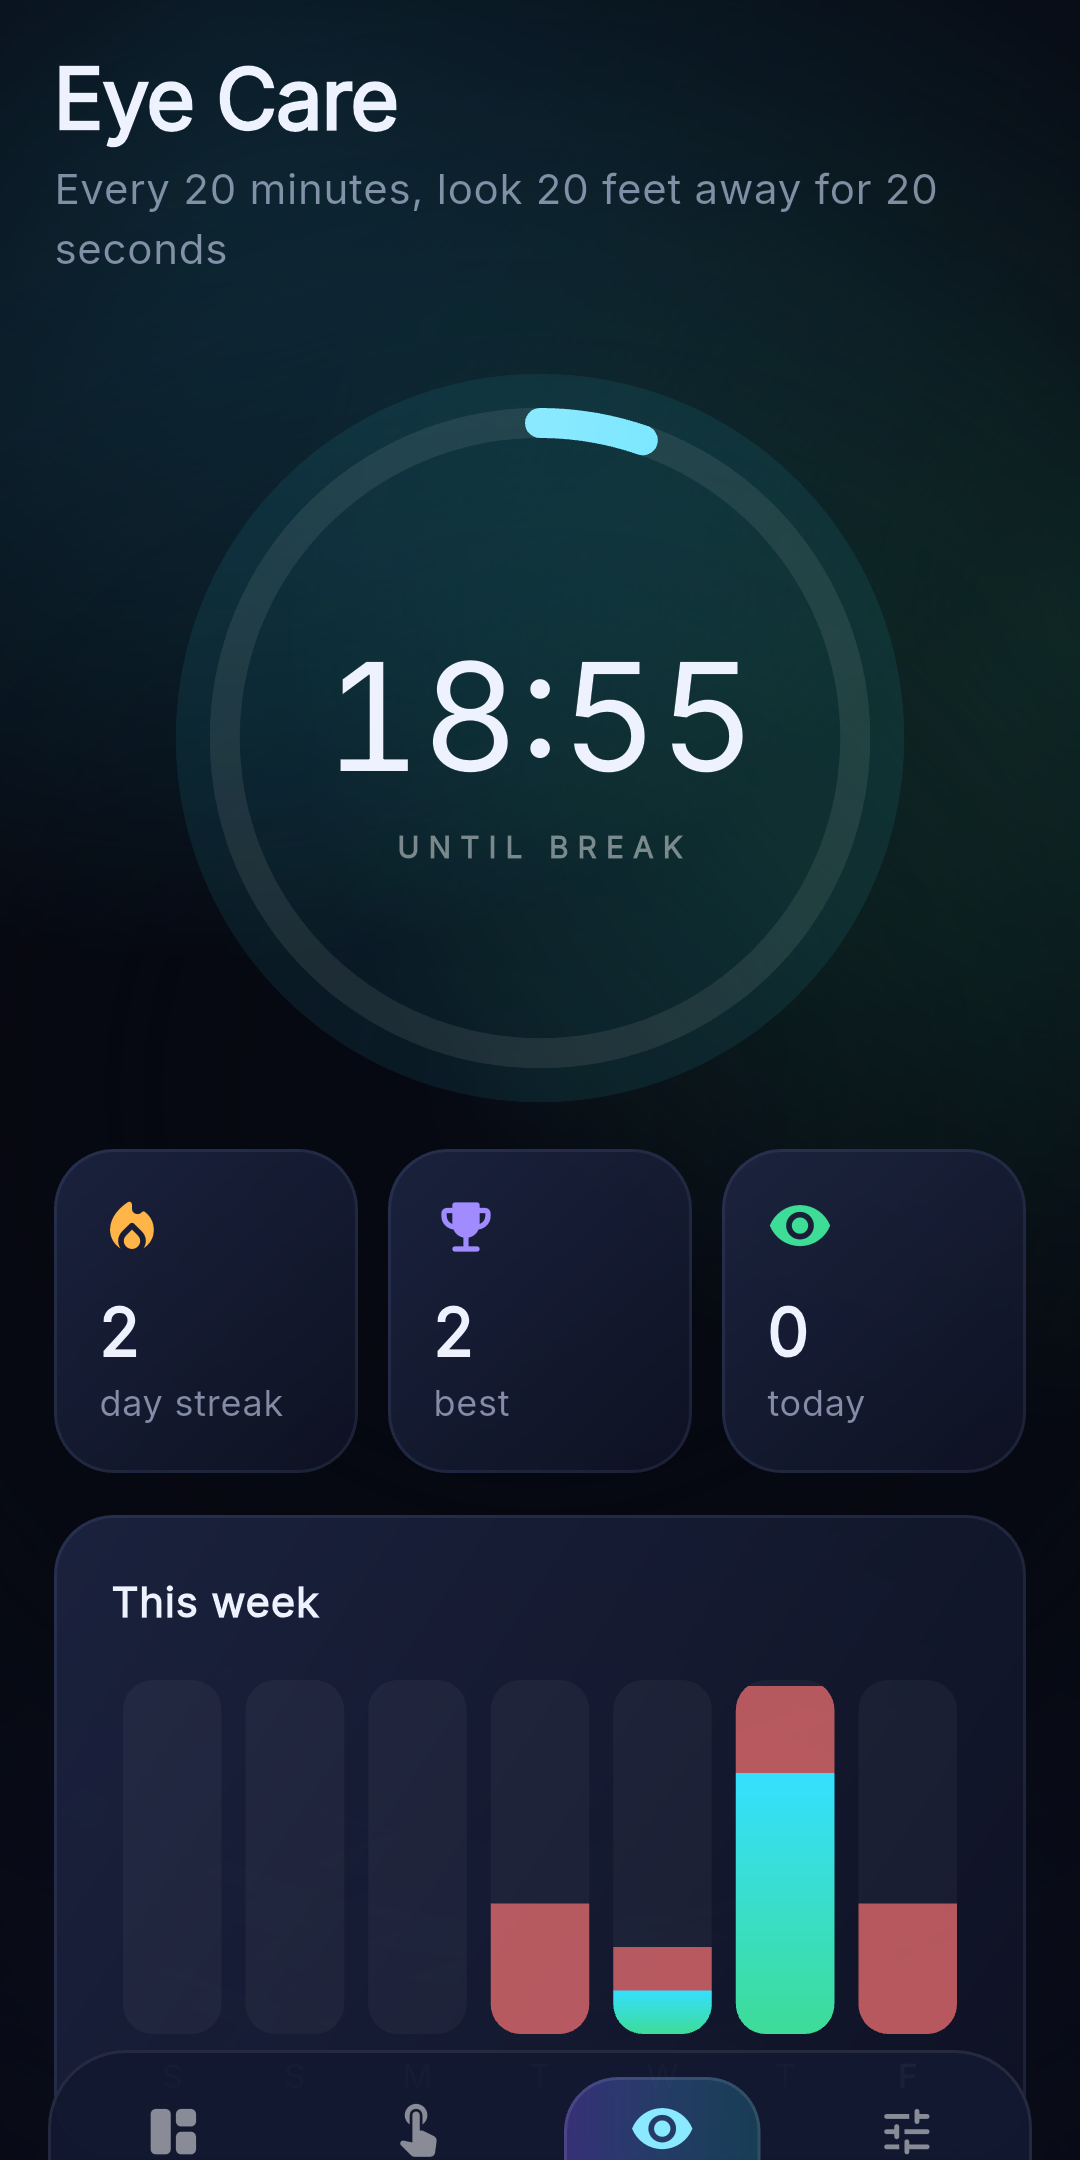 Eye Care
Every 20 minutes, look 20 feet away for 20
seconds
18:55
UNTIL BREAK
2
day streak
2
best
0
today
This week
S S M T W T F